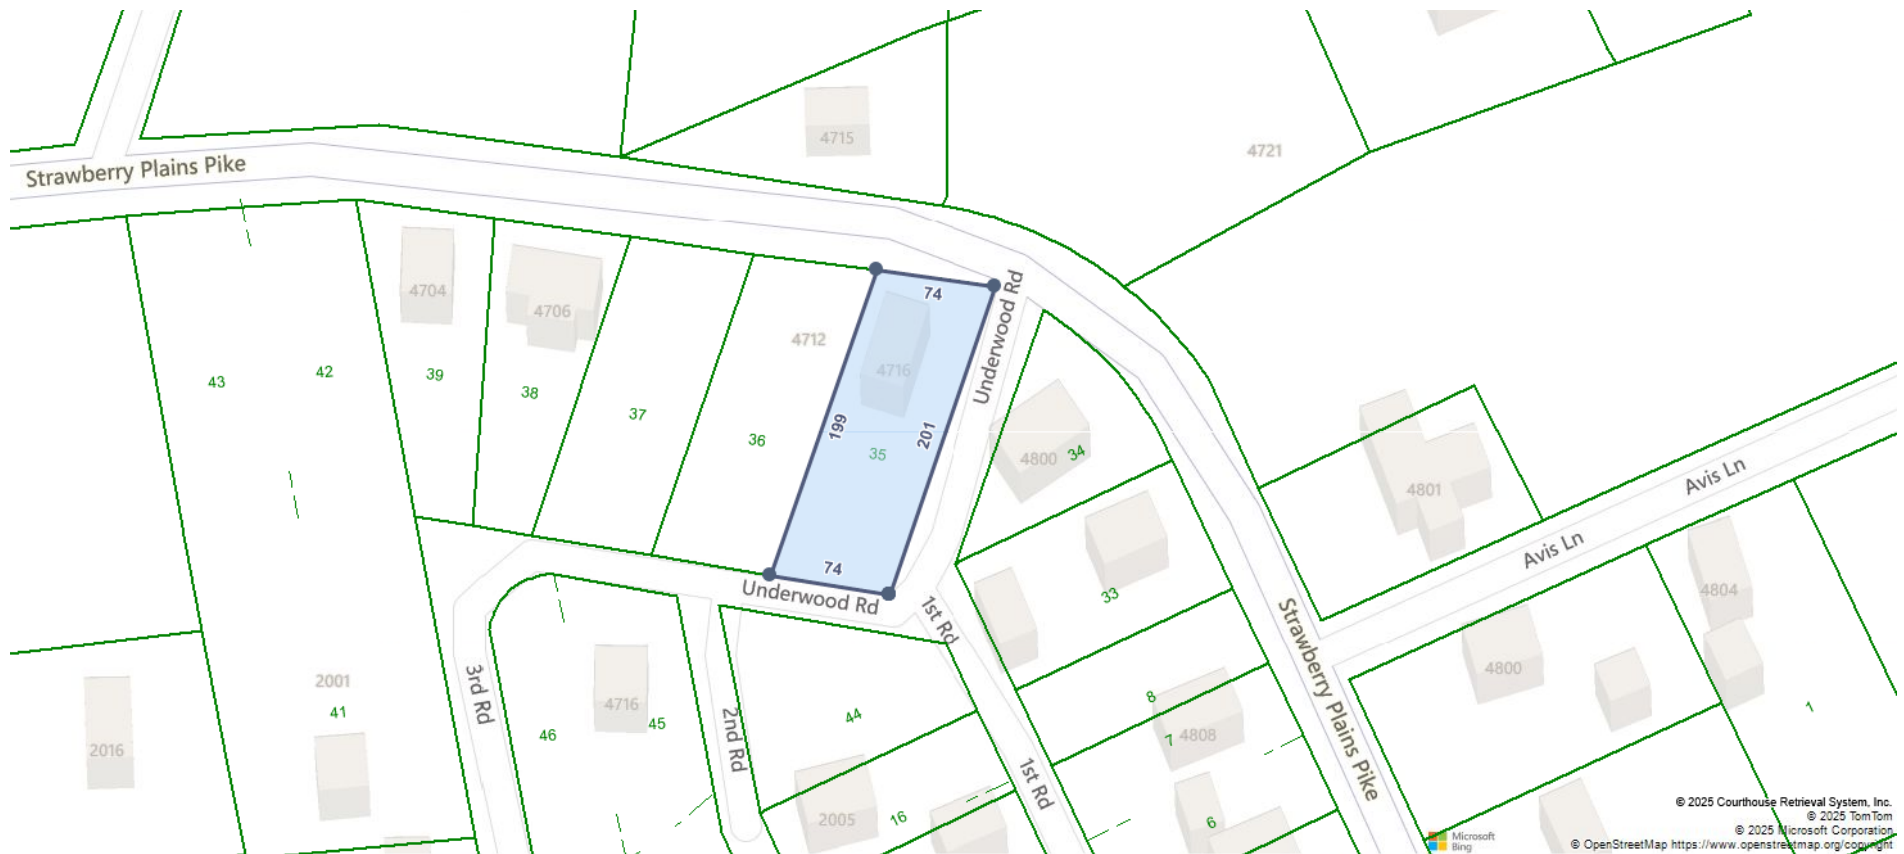 4715
4721
Strawberry Plains Pike
4704
4706
74
Underwood Rd
4712
43
42
39
38
37
36
4716
199
35
201
4800
34
4801
Avis Ln
Avis Ln
74
Underwood Rd
1st Rd
33
Strawberry Plains Pike
4804
4800
2001
41
2016
3rd Rd
46
4716
45
2nd Rd
44
8
7
4808
1
1st Rd
2005
16
6
© 2025 Courthouse Retrieval System, Inc.
© 2025 TomTom
© 2025 Microsoft Corporation
Microsoft
Bing
© OpenStreetMap https://www.openstreetmap.org/copyright